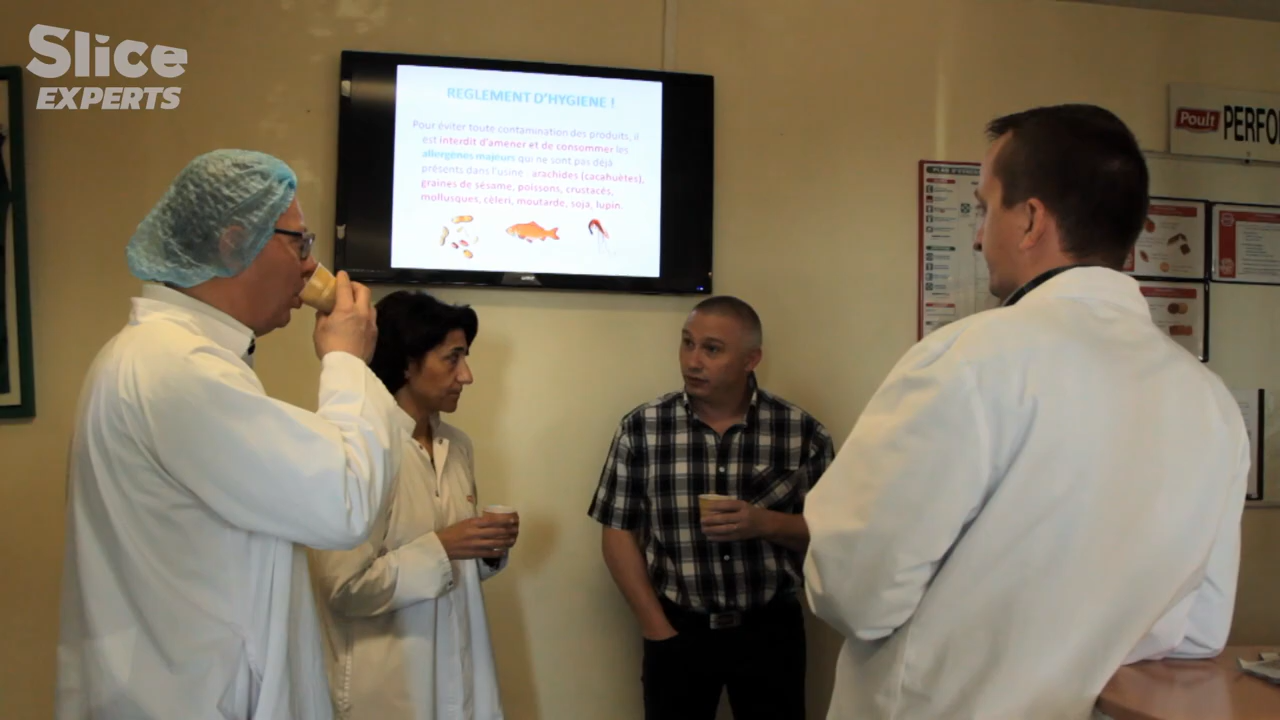 Slice
EXPERTS
REGLEMENT D'HYGIENE !
Pour éviter toute contamination des produits, il
est interdit d'amener et de consommer les
allergènes majeurs qui ne sont pas déjà
présents dans l'usine arachides (cacahuètes),
graines de sésame, poissons, crustacés,
mollusques, céleri, moutarde, soja, lupin.
Poult PERFO